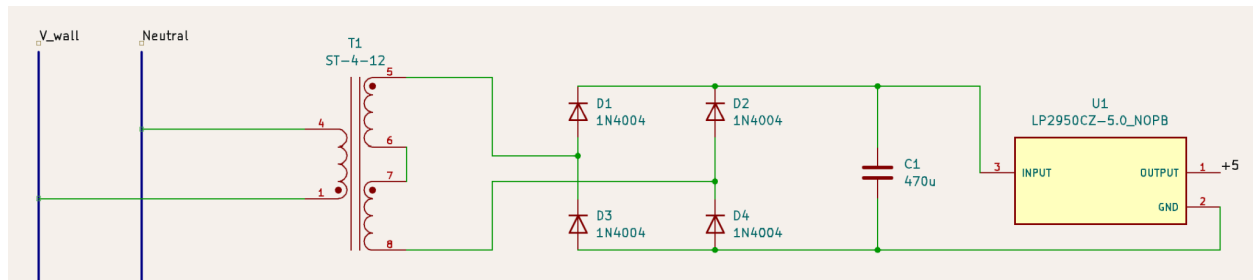 V_wall
Neutral
T1
ST-4-12
4
1
5
6
7
8
D1
1N4004
D2
1N4004
D3
1N4004
D4
1N4004
C1
470u
U1
LP2950CZ-5.0_NOPB
3 INPUT
OUTPUT 1
+5
GND 2